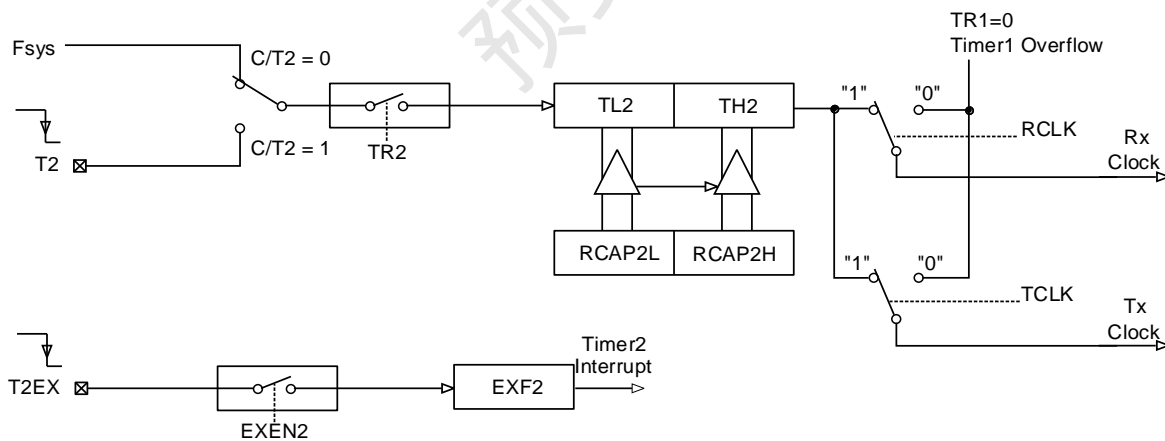 TR1=0
Timer1 Overflow
Fsys
C/T2 = 0
T2
C/T2 = 1
TR2
TL2
TH2
RCAP2L
RCAP2H
"1"
"0"
RCLK
Rx
Clock
"1"
"0"
TCLK
Tx
Clock
T2EX
EXEN2
EXF2
Timer2
Interrupt
预